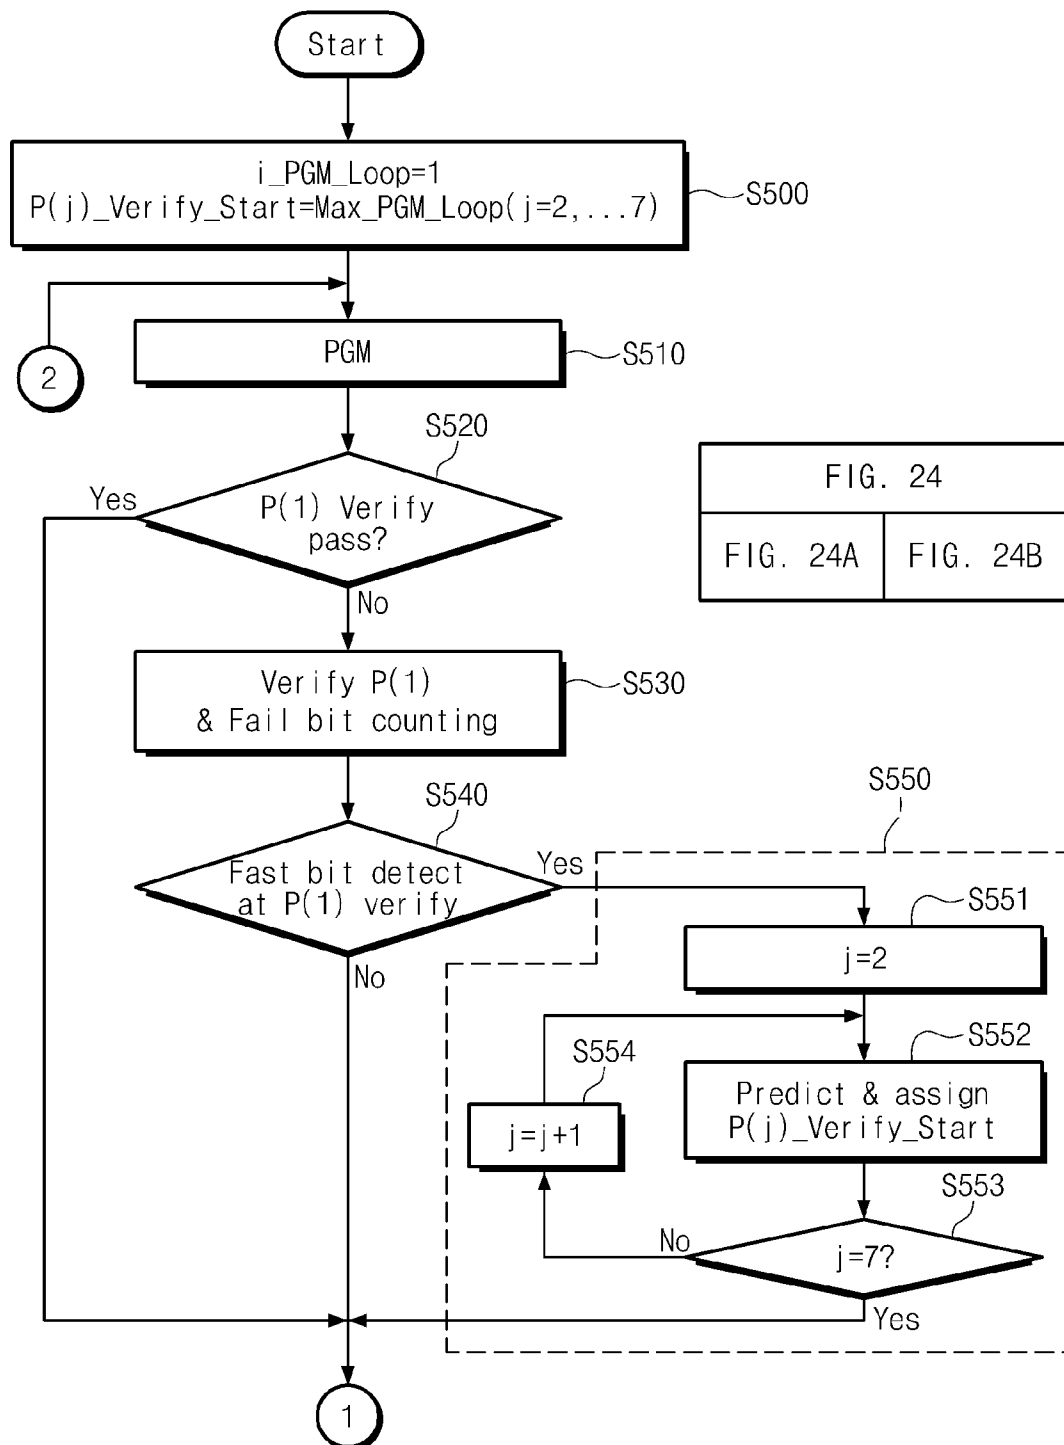 Start
i_PGM_Loop=1
P(j)_Verify_Start=Max_PGM_Loop(j=2,...7)
S500
2
PGM
S510
S520
Yes
P(1) Verify
pass?
No
FIG. 24
FIG. 24A
FIG. 24B
Verify P(1)
& Fail bit counting
S530
S540
Fast bit detect
at P(1) verify
Yes
No
S550
S551
j=2
S554
j=j+1
S552
Predict & assign
P(j)_Verify_Start
S553
j=7?
No
Yes
1